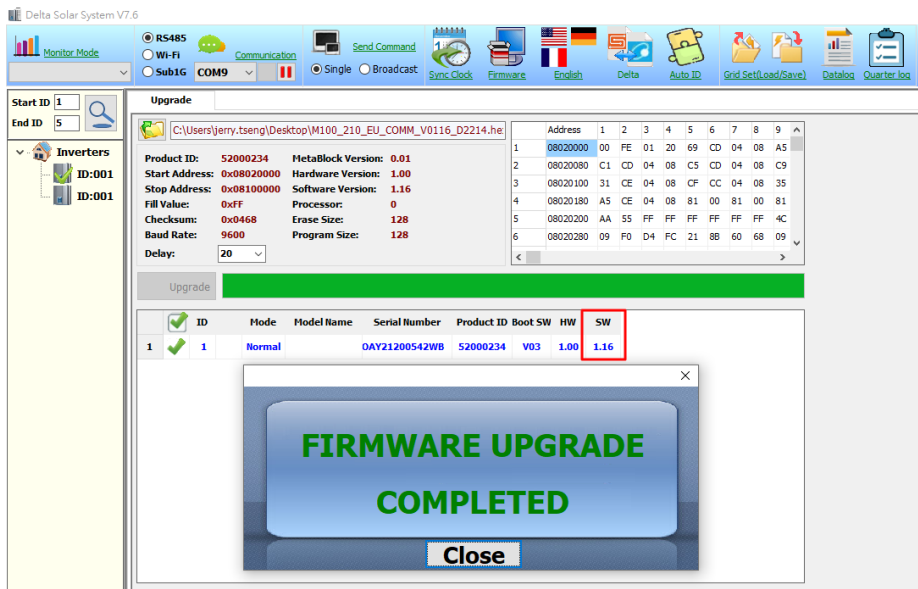 Delta Solar System V7.6
Monitor Mode
RS485
Wi-Fi
Sub1G
COM9
Communication
Send Command
Single
Broadcast
Sync Clock
Firmware
English
Delta
Auto ID
Grid Set(Load/Save)
Datalog
Quarter log
Start ID 1
End ID 5
Inverters
ID:001
ID:001
Upgrade
C:\Users\jerry.tseng\Desktop\M100_210_EU_COMM_V0116_D2214.he
Product ID: 52000234 MetaBlock Version: 0.01
Start Address: 0x08020000 Hardware Version: 1.00
Stop Address: 0x08100000 Software Version: 1.16
Fill Value: 0xFF Processor: 0
Checksum: 0x0468 Erase Size: 128
Baud Rate: 9600 Program Size: 128
Delay: 20
Address 1 2 3 4 5 6 7 8 9
1 08020000 00 FE 01 20 69 CD 04 08 A5
2 08020080 C1 CD 04 08 C5 CD 04 08 C9
3 08020100 31 CE 04 08 CF CC 04 08 35
4 08020180 A5 CE 04 08 81 00 81 00 81
5 08020200 AA 55 FF FF FF FF FF FF 4C
6 08020280 09 F0 D4 FC 21 8B 60 68 09
Upgrade
ID Mode Model Name Serial Number Product ID Boot SW HW SW
1 1 Normal 0AY21200542WB 52000234 V03 1.00 1.16
FIRMWARE UPGRADE
COMPLETED
Close